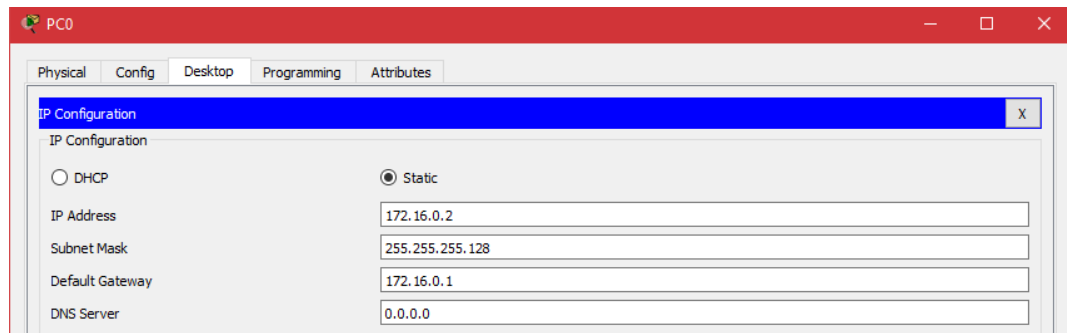 PC0
Physical Config Desktop Programming Attributes
IP Configuration X
IP Configuration
DHCP Static
IP Address 172.16.0.2
Subnet Mask 255.255.255.128
Default Gateway 172.16.0.1
DNS Server 0.0.0.0